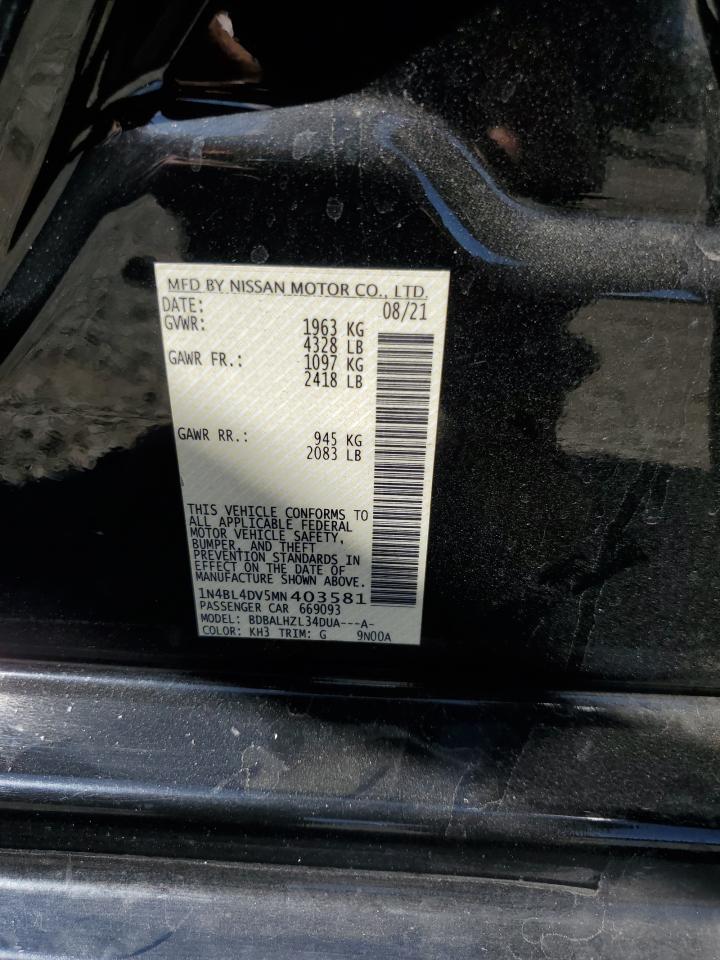 MFD BY NISSAN MOTOR CO., LTD.
DATE: 08/21
GVWR: 1963 KG
4328 LB
GAWR FR.: 1097 KG
2418 LB
GAWR RR.: 945 KG
2083 LB
THIS VEHICLE CONFORMS TO
ALL APPLICABLE FEDERAL
MOTOR VEHICLE SAFETY,
BUMPER, AND THEFT
PREVENTION STANDARDS IN
EFFECT ON THE DATE OF
MANUFACTURE SHOWN ABOVE.
1N4BL4DV5MN403581
PASSENGER CAR 669093
MODEL: BDBALHZL34DUA---A-
COLOR: KH3 TRIM: G 9N00A